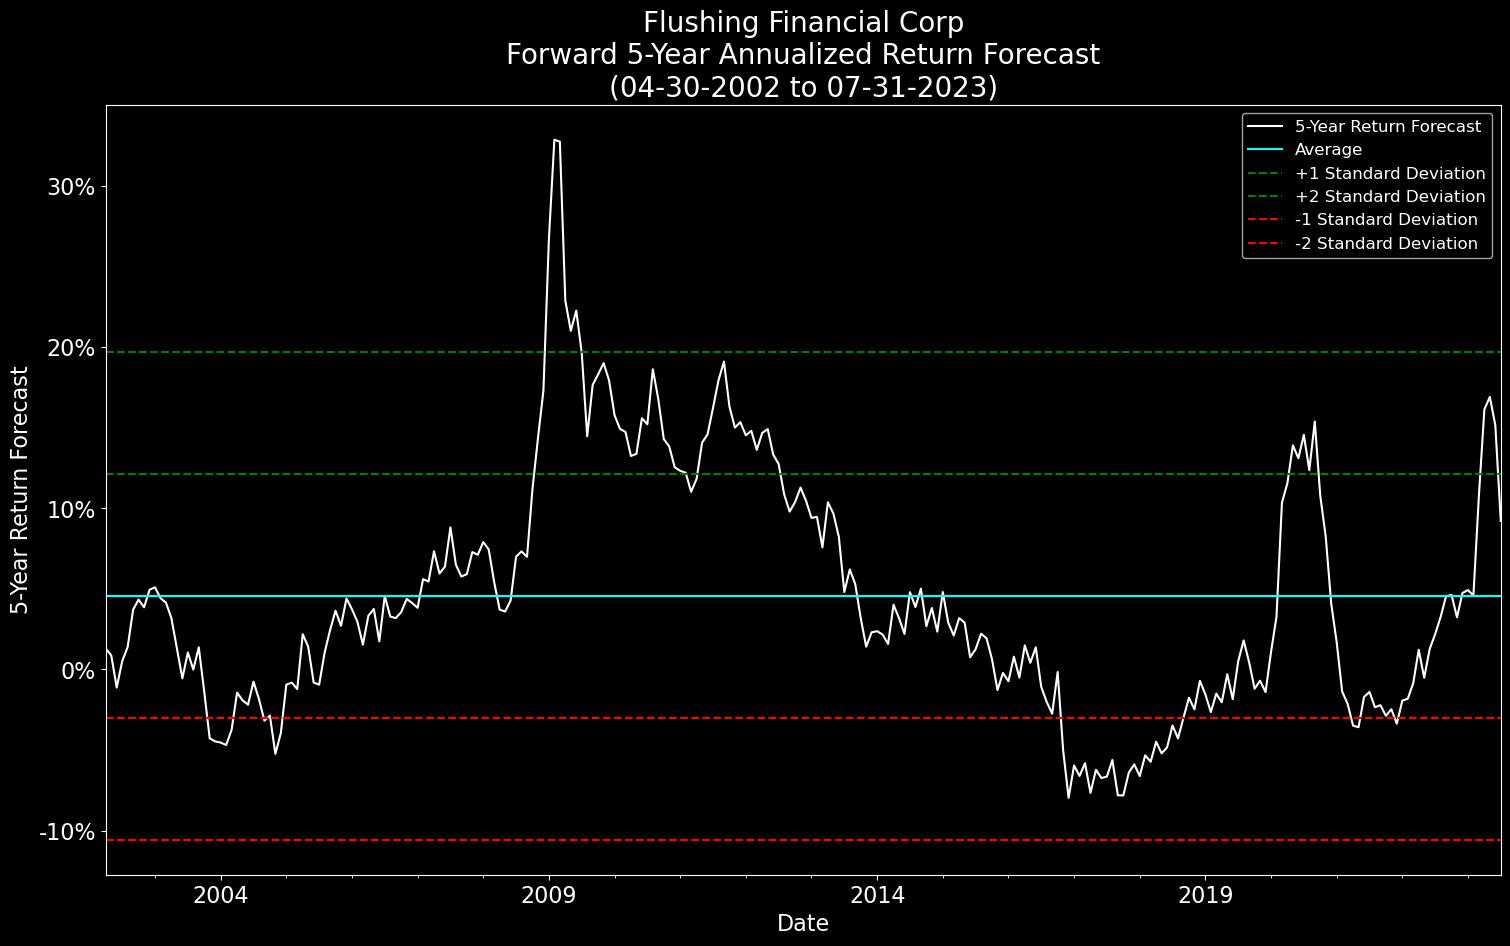 Flushing Financial Corp
Forward 5-Year Annualized Return Forecast
(04-30-2002 to 07-31-2023)
5-Year Return Forecast
Average
+1 Standard Deviation
+2 Standard Deviation
-1 Standard Deviation
-2 Standard Deviation
30%
20%
10%
0%
-10%
5-Year Return Forecast
2004
2009
2014
2019
Date